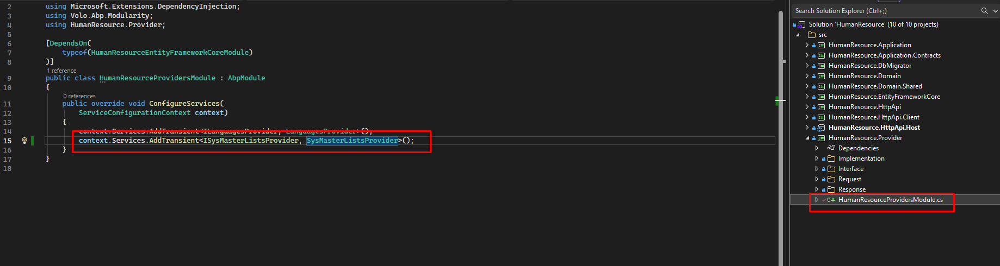 2 using Microsoft.Extensions.DependencyInjection;
3 using Volo.Abp.Modularity;
4 using HumanResource.Provider;
5
6 [DependsOn(
7 typeof(HumanResourceEntityFrameworkCoreModule)
8 )]
1 reference
9 public class HumanResourceProvidersModule : AbpModule
10 {
0 references
11 public override void ConfigureServices(
12 ServiceConfigurationContext context)
13 {
14 context.Services.AddTransient<ILanguagesProvider, LanguagesProvider>();
15 context.Services.AddTransient<ISysMasterListsProvider, SysMasterListsProvider>();
16 }
17 }
18
Search Solution Explorer (Ctrl+;)
Solution 'HumanResource' (10 of 10 projects)
src
C# HumanResource.Application
C# HumanResource.Application.Contracts
C# HumanResource.DbMigrator
C# HumanResource.Domain
C# HumanResource.Domain.Shared
C# HumanResource.EntityFrameworkCore
C# HumanResource.HttpApi
C# HumanResource.HttpApi.Client
HumanResource.HttpApi.Host
C# HumanResource.Provider
Dependencies
Implementation
Interface
Request
Response
C# HumanResourceProvidersModule.cs